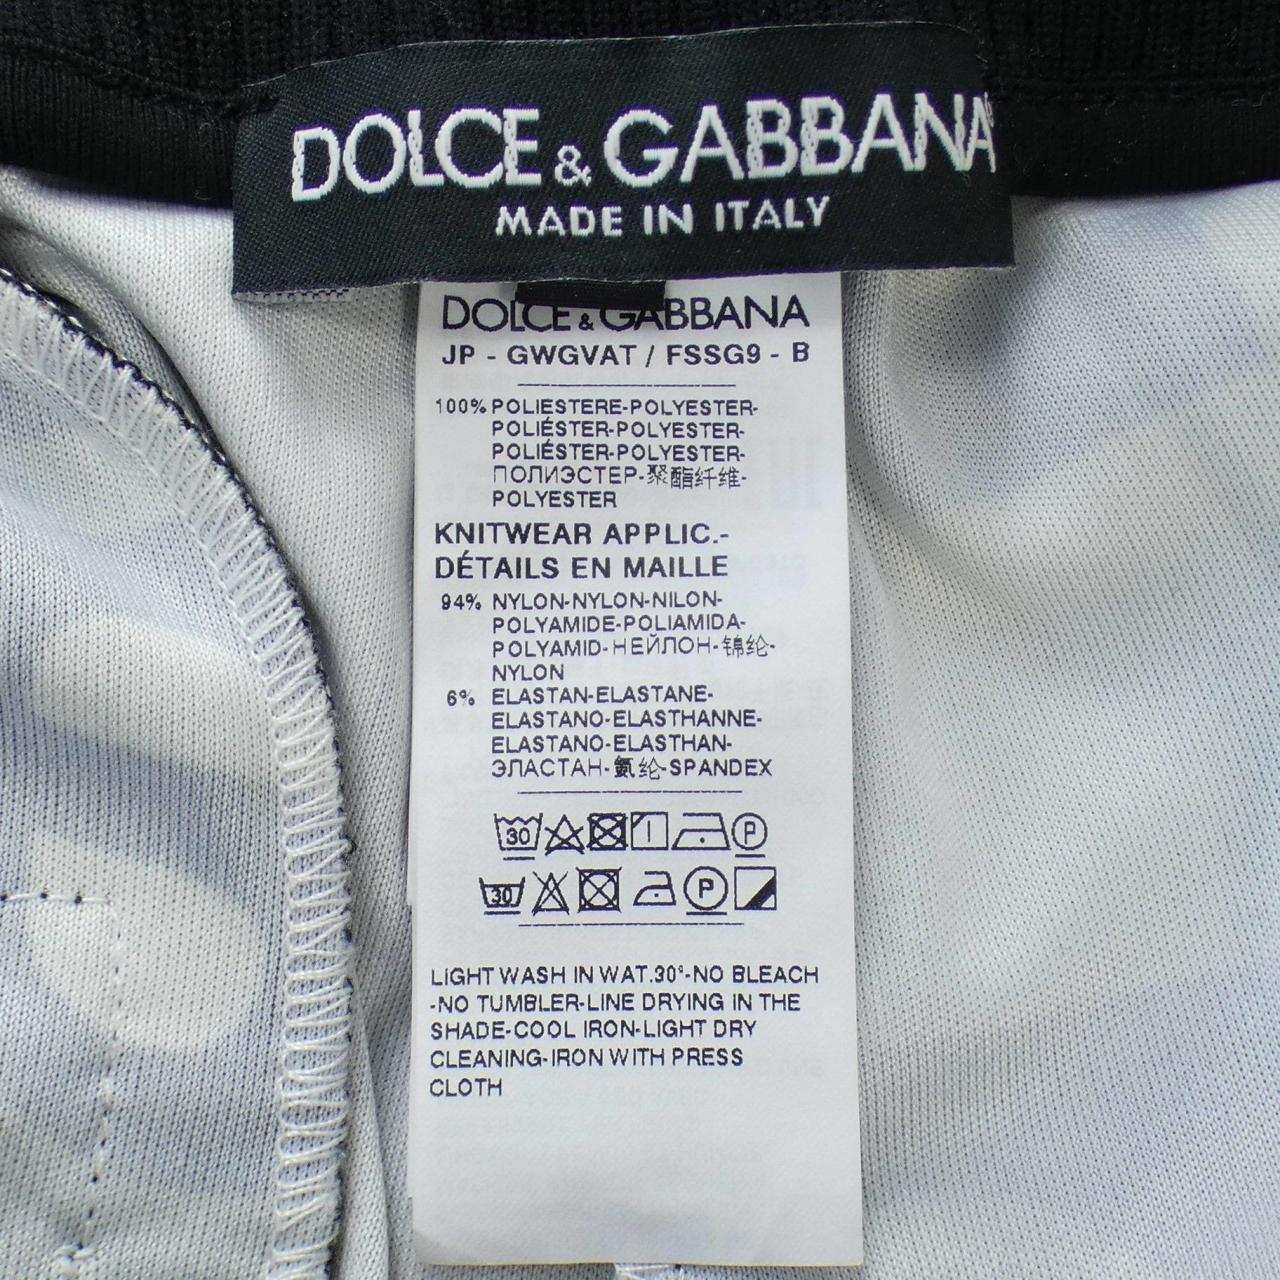 DOLCE & GABBANA
MADE IN ITALY
DOLCE & GABBANA
JP - GWGVAT / FSSG9 - B
100% POLIESTERE-POLYESTER-
POLIÉSTER-POLYESTER-
POLIÉSTER-POLYESTER-
ПОЛИЭСТЕР-聚酯纤维-
POLYESTER
KNITWEAR APPLIC.-
DÉTAILS EN MAILLE
94% NYLON-NYLON-NILON-
POLYAMIDE-POLIAMIDA-
POLYAMID-НЕЙЛОН-锦纶-
NYLON
6% ELASTAN-ELASTANE-
ELASTANO-ELASTHANNE-
ELASTANO-ELASTHAN-
ЭЛАСТАН-氨纶-SPANDEX
30 P
30 P
LIGHT WASH IN WAT.30°-NO BLEACH
-NO TUMBLER-LINE DRYING IN THE
SHADE-COOL IRON-LIGHT DRY
CLEANING-IRON WITH PRESS
CLOTH